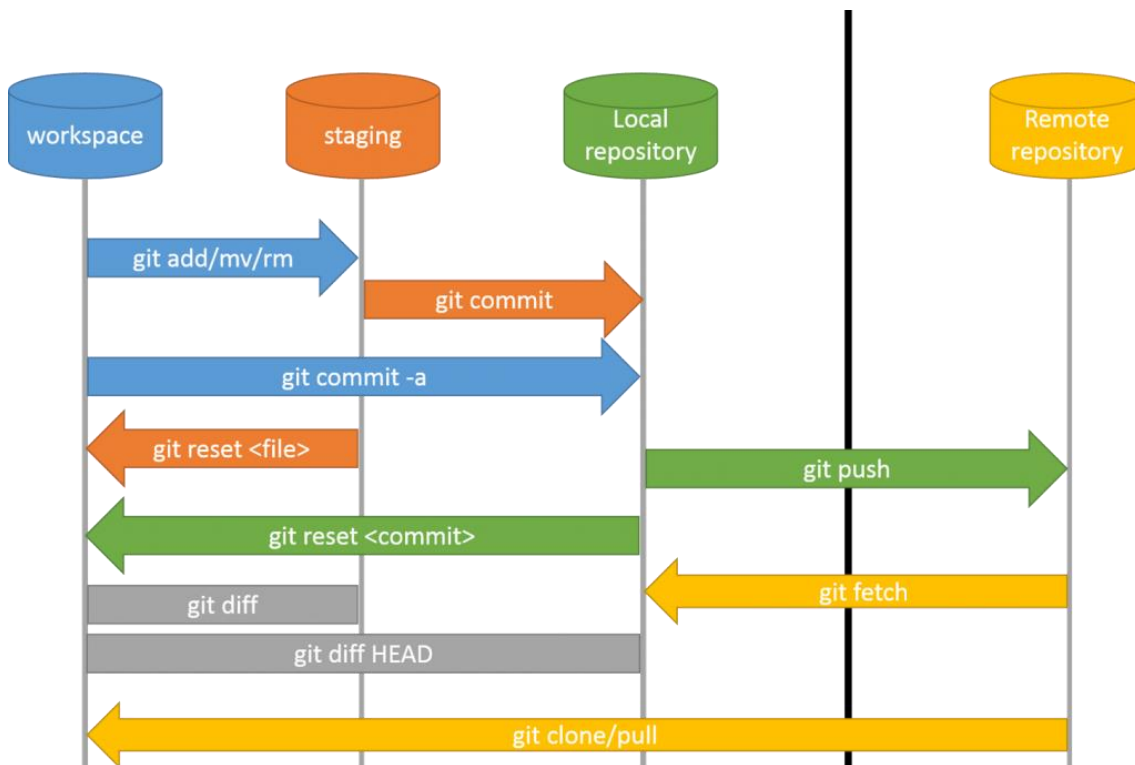 workspace
staging
Local
repository
Remote
repository
git add/mv/rm
git commit
git commit -a
git reset <file>
git push
git reset <commit>
git fetch
git diff
git diff HEAD
git clone/pull